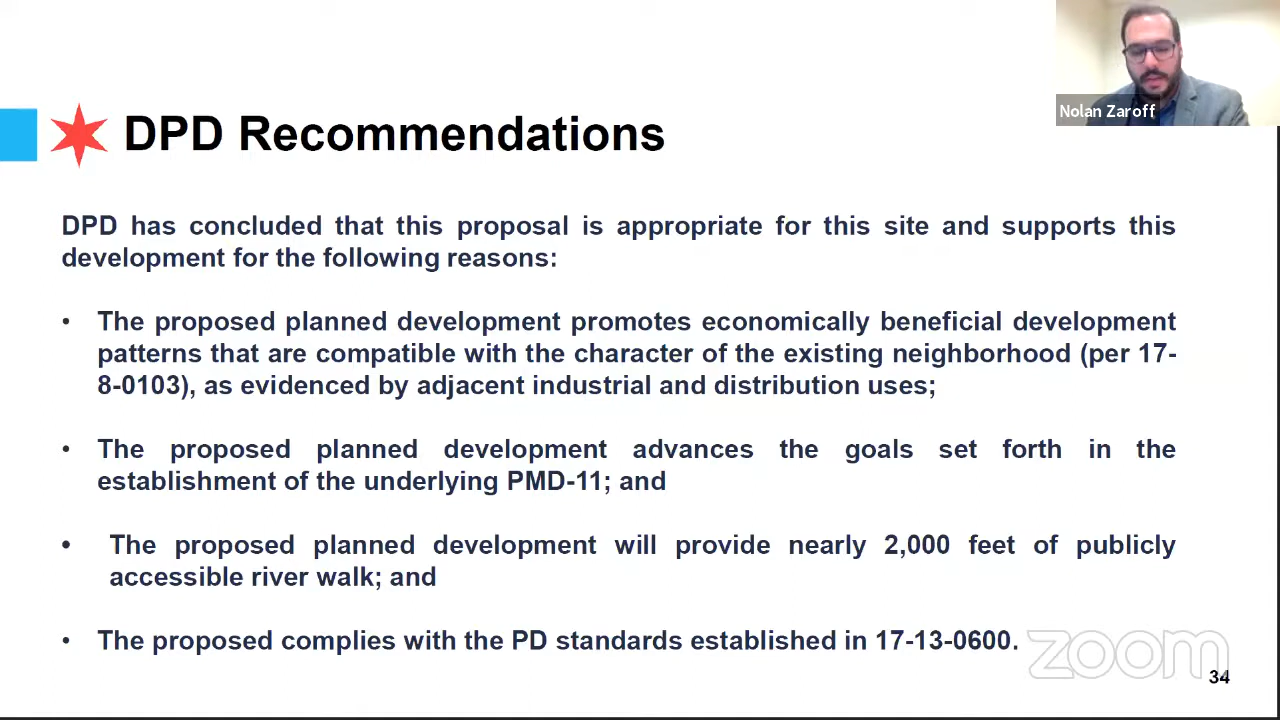 Nolan Zaroff
DPD Recommendations
DPD has concluded that this proposal is appropriate for this site and supports this
development for the following reasons:
• The proposed planned development promotes economically beneficial development
patterns that are compatible with the character of the existing neighborhood (per 17-
8-0103), as evidenced by adjacent industrial and distribution uses;
• The proposed planned development advances the goals set forth in the
establishment of the underlying PMD-11; and
• The proposed planned development will provide nearly 2,000 feet of publicly
accessible river walk; and
• The proposed complies with the PD standards established in 17-13-0600.
zoom
34